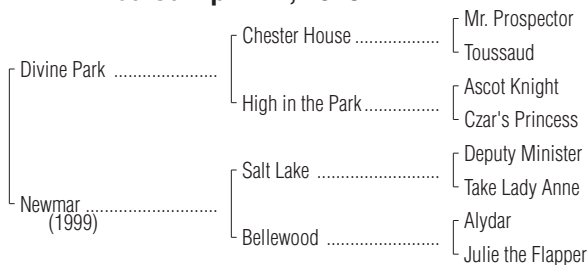 Mr. Prospector
Chester House ...................
Toussaud
Divine Park .......................
Ascot Knight
High in the Park .................
Czar's Princess
Deputy Minister
Salt Lake .........................
Take Lady Anne
Newmar .............................
(1999)
Alydar
Bellewood .........................
Julie the Flapper